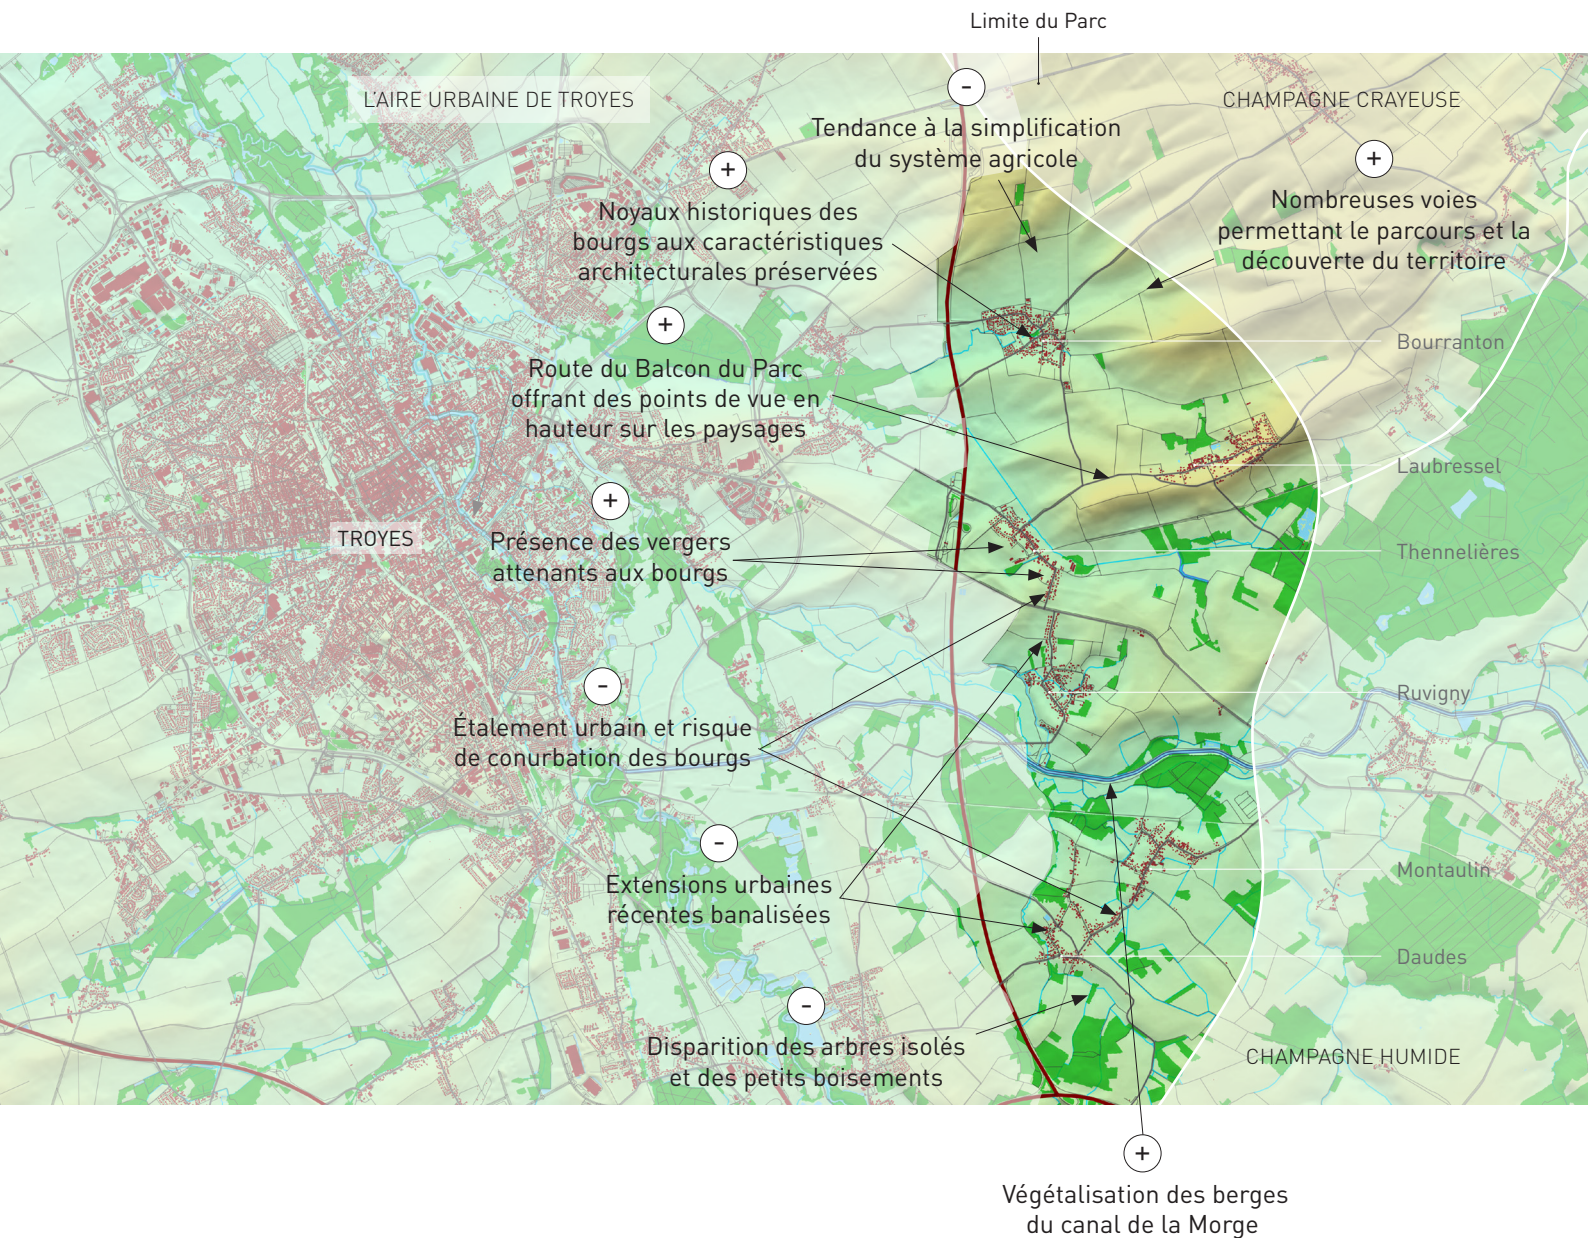 Limite du Parc
L'AIRE URBAINE DE TROYES
-
CHAMPAGNE CRAYEUSE
Tendance à la simplification
du système agricole
+
Nombreuses voies
permettant le parcours et la
découverte du territoire
+
Noyaux historiques des
bourgs aux caractéristiques
architecturales préservées
+
Route du Balcon du Parc
offrant des points de vue en
hauteur sur les paysages
Bourranton
Laubressel
+
Présence des vergers
attenants aux bourgs
TROYES
Thennelières
-
Étalement urbain et risque
de conurbation des bourgs
Ruvigny
-
Extensions urbaines
récentes banalisées
Montaulin
Daudes
-
Disparition des arbres isolés
et des petits boisements
CHAMPAGNE HUMIDE
+
Végétalisation des berges
du canal de la Morge